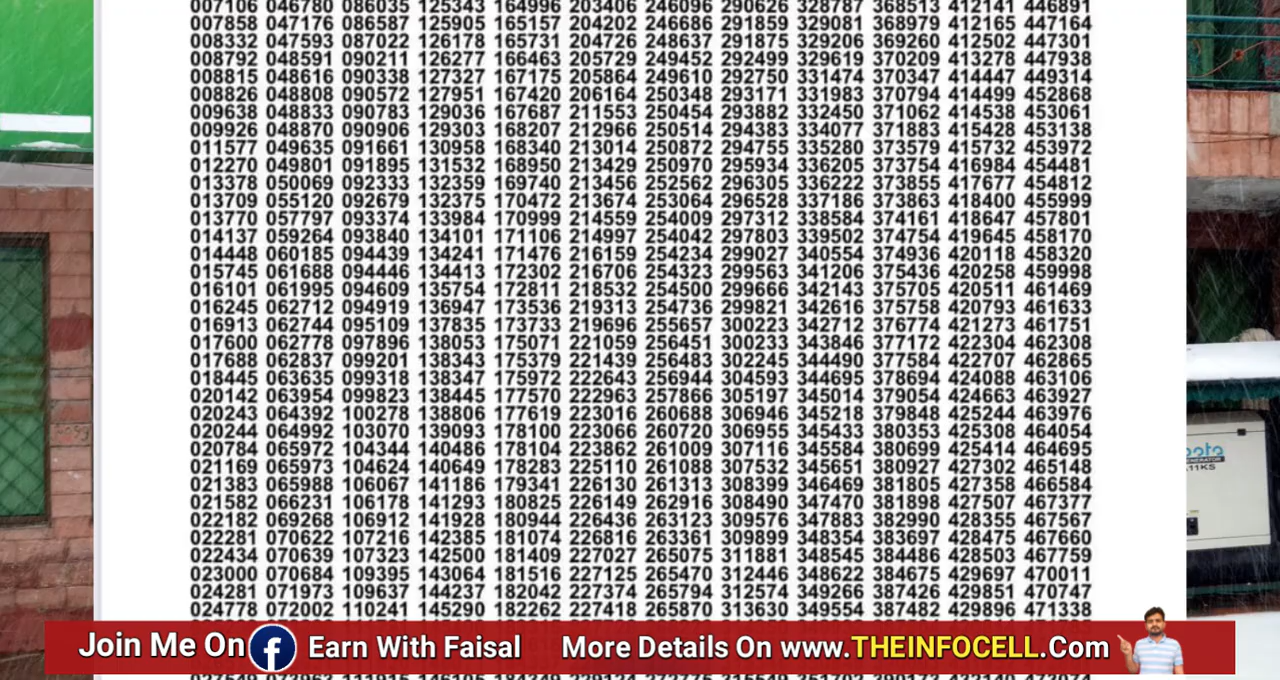 007106 046780 086035 125343 164996 203406 246096 290626 328787 368513 412141 446891
007858 047176 086587 125905 165157 204202 246686 291859 329081 368979 412165 447164
008332 047593 087022 126178 165731 204726 248637 291875 329206 369260 412502 447301
008792 048591 090211 126277 166463 205729 249452 292499 329619 370209 413278 447938
008815 048616 090338 127327 167175 205864 249610 292750 331474 370347 414447 449314
008826 048808 090572 127951 167420 206164 250348 293171 331983 370794 414499 452868
009638 048833 090783 129036 167687 211553 250454 293882 332450 371062 414538 453061
009926 048870 090906 129303 168207 212966 250514 294383 334077 371883 415428 453138
011577 049635 091661 130958 168340 213014 250872 294755 335280 373579 415732 453972
012270 049801 091895 131532 168950 213429 250970 295934 336205 373754 416984 454481
013378 050069 092333 132359 169740 213456 252562 296305 336222 373855 417677 454812
013709 055120 092679 132375 170472 213674 253064 296528 337186 373863 418400 455999
013770 057797 093374 133984 170999 214559 254009 297312 338584 374161 418647 457801
014137 059264 093840 134101 171106 214997 254042 297803 339502 374754 419645 458170
014448 060185 094439 134241 171476 216159 254234 299027 340554 374936 420118 458320
015745 061688 094446 134413 172302 216706 254323 299563 341206 375436 420258 459998
016101 061995 094609 135754 172811 218532 254500 299666 342143 375705 420511 461469
016245 062712 094919 136947 173536 219313 254736 299821 342616 375758 420793 461633
016913 062744 095109 137835 173733 219696 255657 300223 342712 376774 421273 461751
017600 062778 097896 138053 175071 221059 256451 300233 343846 377172 422304 462308
017688 062837 099201 138343 175379 221439 256483 302245 344490 377584 422707 462865
018445 063635 099318 138347 175972 222643 256944 304593 344695 378694 424088 463106
020142 063954 099823 138445 177570 222963 257866 305197 345014 379054 424663 463927
020243 064392 100278 138806 177619 223016 260688 306946 345218 379848 425244 463976
020244 064992 103070 139093 178100 223066 260720 306955 345433 380353 425308 464054
020784 065972 104344 140486 178104 223862 261009 307116 345584 380699 425414 464695
021169 065973 104624 140649 178283 225110 261088 307532 345651 380927 427302 465148
021383 065988 106067 141186 179341 226130 261313 308399 346469 381805 427358 466584
021582 066231 106178 141293 180825 226149 262916 308490 347470 381898 427507 467377
022182 069268 106912 141928 180944 226436 263123 309576 347883 382990 428355 467567
022281 070622 107216 142385 181074 226816 263361 309899 348354 383697 428475 467660
022434 070639 107323 142500 181409 227027 265075 311881 348545 384486 428503 467759
023000 070684 109395 143064 181516 227125 265470 312446 348622 384675 429697 470011
024281 071973 109637 144237 182042 227374 265794 312574 349266 387426 429851 470747
024778 072002 110241 145290 182262 227418 265870 313630 349554 387482 429896 471338
11KS
Join Me On Earn With Faisal More Details On www.THEINFOCELL.Com